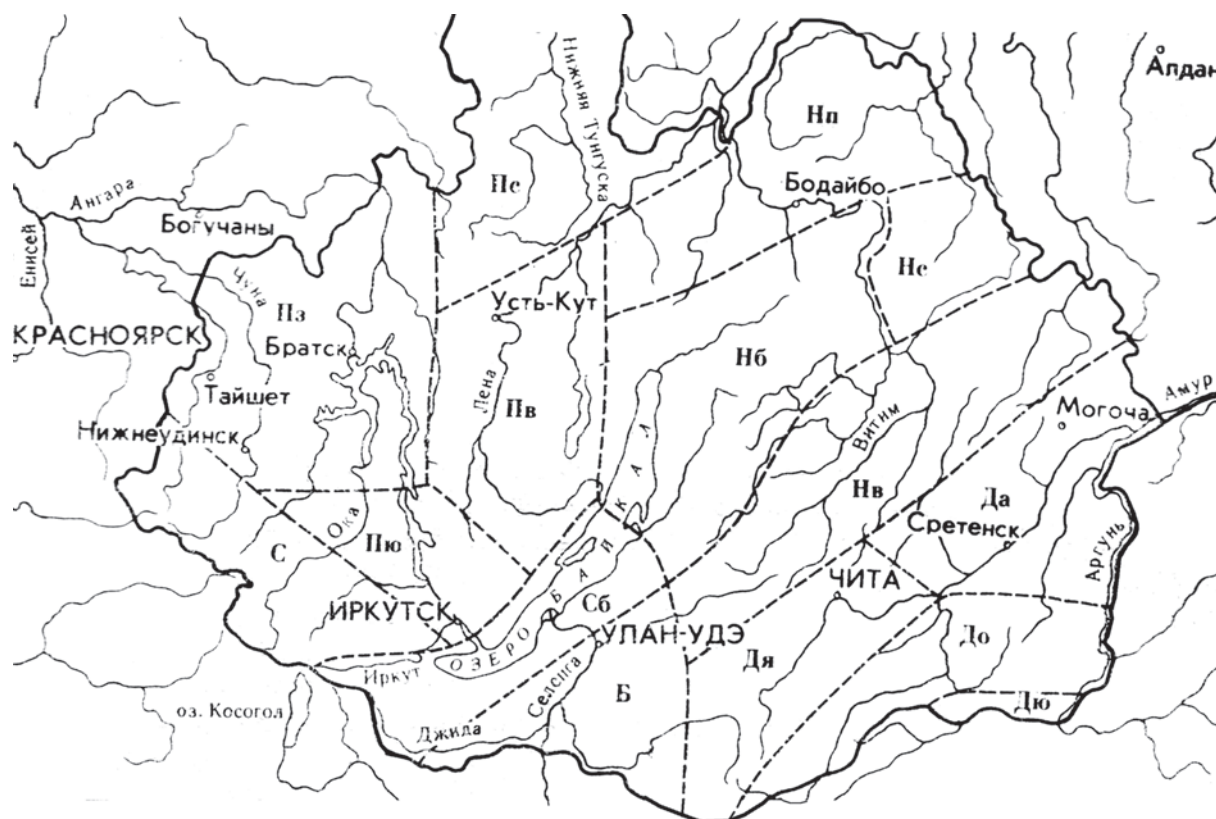 Нижняя Тунгуска
Алдан
Нп
Пс
Бодайбо
Ангара
Богучаны
Енисей
Чуна
Нс
Пз
Усть-Кут
КРАСНОЯРСК
Братск
Нб
Тайшет
Лена
Пв
Амур
Могоча
Нижнеудинск
Витим
Нв
Да
Ока
С
Пю
Сретенск
Аргунь
ЧИТА
ИРКУТСК
Сб
ОЗЕРО БАЙКАЛ
УЛАН-УДЭ
До
Дя
Иркут
Селенга
Б
Дю
оз. Косогол
Джида